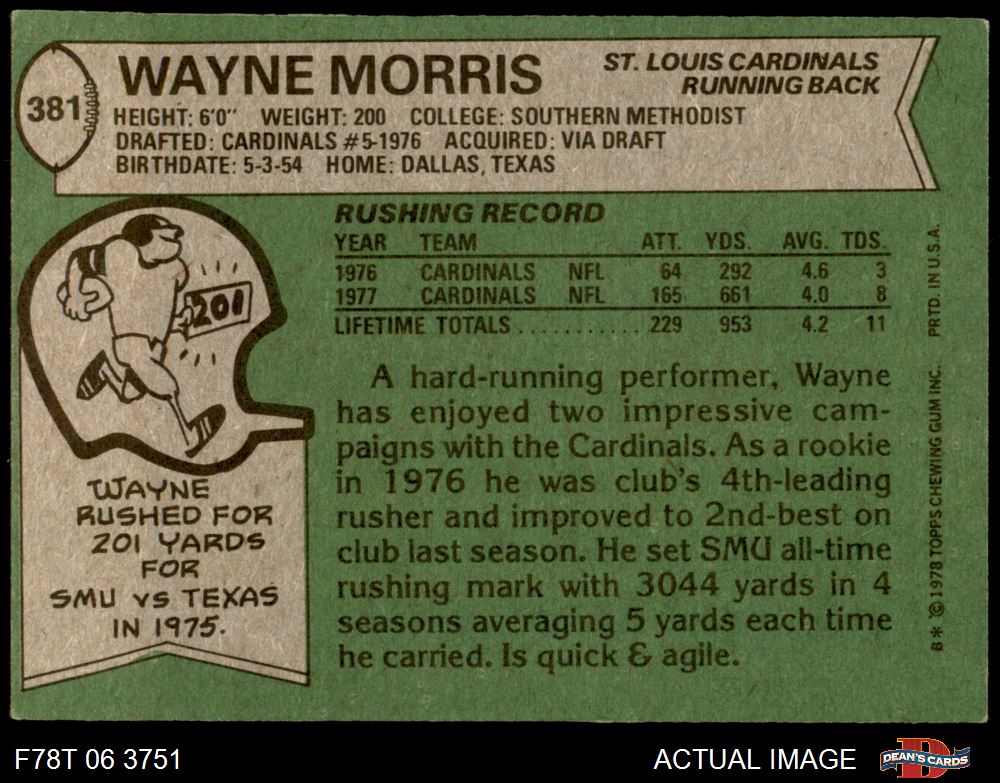 381
WAYNE MORRIS
ST. LOUIS CARDINALS
RUNNING BACK
HEIGHT: 6'0" WEIGHT: 200 COLLEGE: SOUTHERN METHODIST
DRAFTED: CARDINALS #5-1976 ACQUIRED: VIA DRAFT
BIRTHDATE: 5-3-54 HOME: DALLAS, TEXAS
RUSHING RECORD
YEAR TEAM ATT. YDS. AVG. TDS.
1976 CARDINALS NFL 64 292 4.6 3
1977 CARDINALS NFL 165 661 4.0 8
LIFETIME TOTALS........... 229 953 4.2 11
201
WAYNE
RUSHED FOR
201 YARDS
FOR
SMU VS TEXAS
IN 1975.
A hard-running performer, Wayne
has enjoyed two impressive cam-
paigns with the Cardinals. As a rookie
in 1976 he was club's 4th-leading
rusher and improved to 2nd-best on
club last season. He set SMU all-time
rushing mark with 3044 yards in 4
seasons averaging 5 yards each time
he carried. Is quick & agile.
B* © 1978 TOPPS CHEWING GUM INC. PRTD. IN U.S.A.
F78T 06 3751
ACTUAL IMAGE
D
DEAN'S CARDS